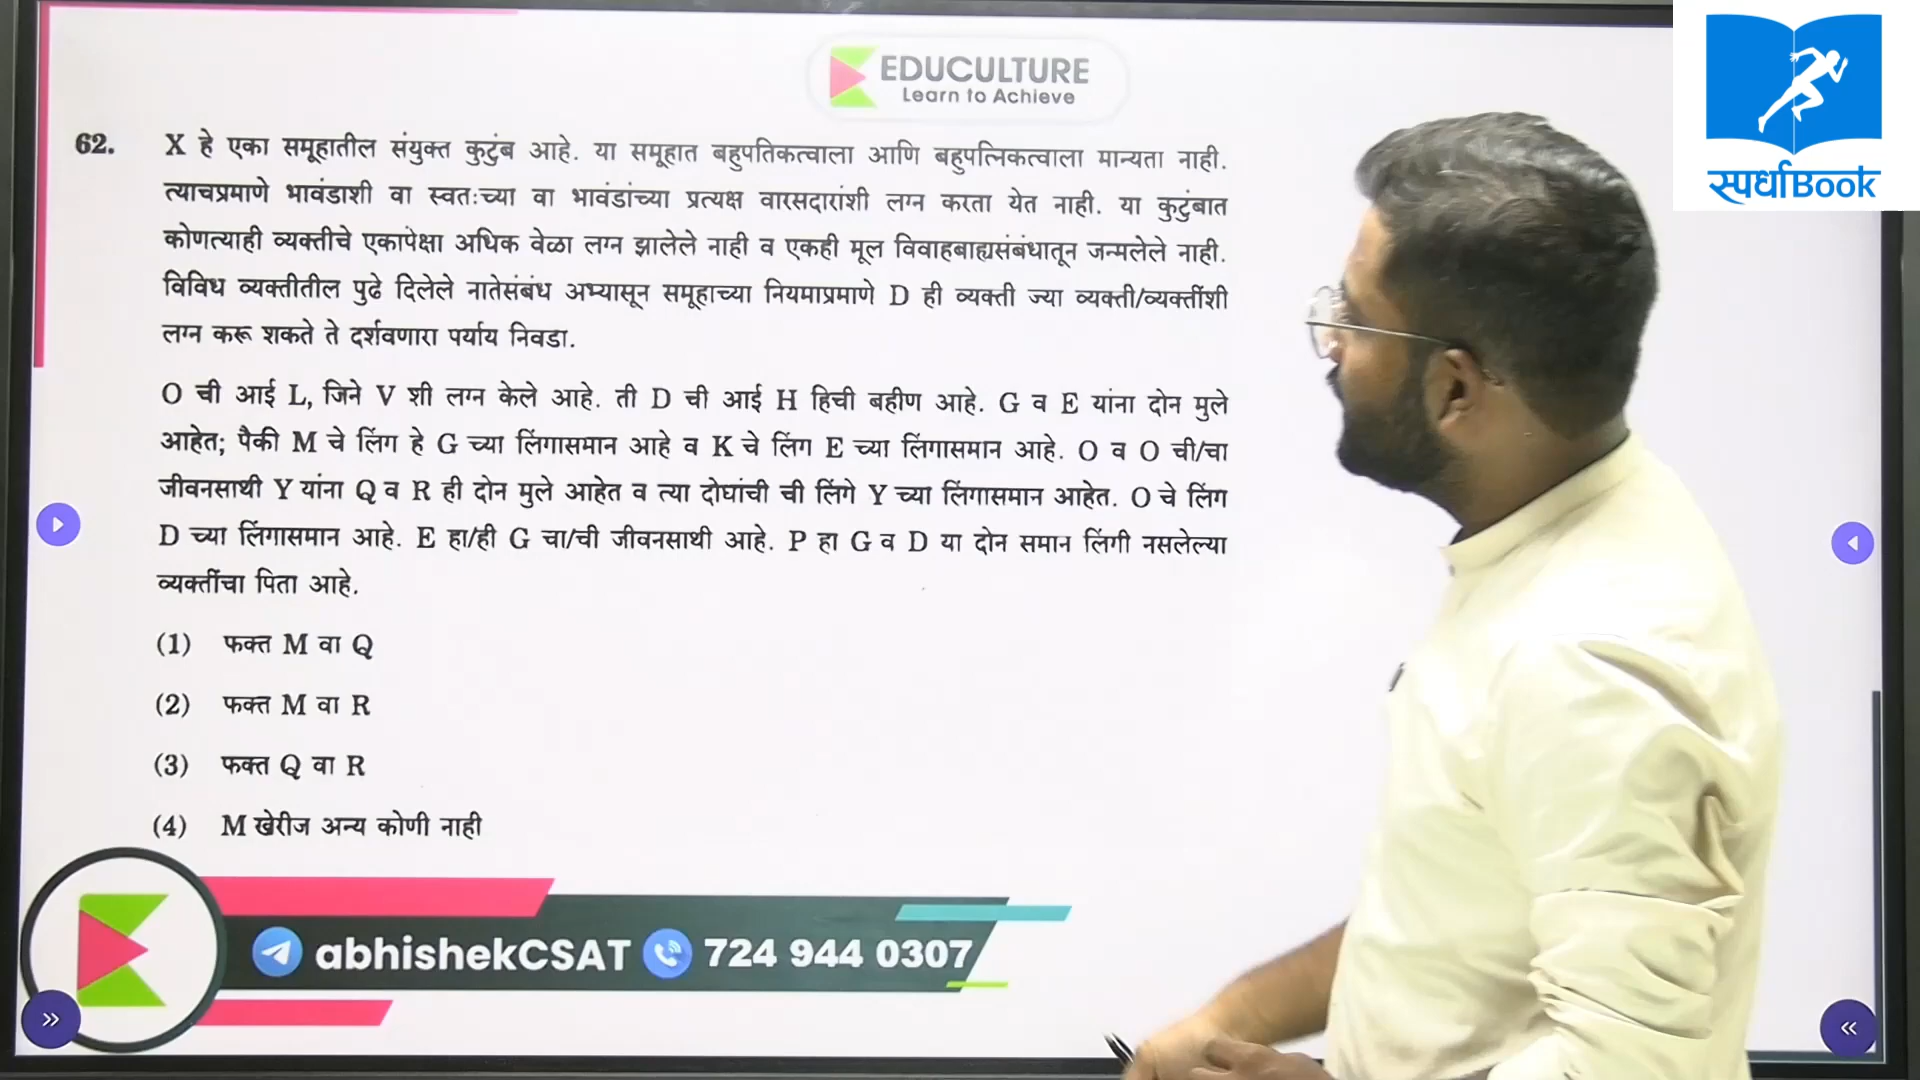 EDUCULTURE
Learn to Achieve
स्पर्धाBook
62. X हे एका समूहातील संयुक्त कुटुंब आहे. या समूहात बहुपतिकत्वाला आणि बहुपत्निकत्वाला मान्यता नाही.
त्याचप्रमाणे भावंडाशी वा स्वतःच्या वा भावंडांच्या प्रत्यक्ष वारसदारांशी लग्न करता येत नाही. या कुटुंबात
कोणत्याही व्यक्तीचे एकापेक्षा अधिक वेळा लग्न झालेले नाही व एकही मूल विवाहबाह्यसंबंधातून जन्मलेले नाही.
विविध व्यक्तीतील पुढे दिलेले नातेसंबंध अभ्यासून समूहाच्या नियमाप्रमाणे D ही व्यक्ती ज्या व्यक्ती/व्यक्तींशी
लग्न करू शकते ते दर्शवणारा पर्याय निवडा.
O ची आई L, जिने V शी लग्न केले आहे. ती D ची आई H हिची बहीण आहे. G व E यांना दोन मुले
आहेत; पैकी M चे लिंग हे G च्या लिंगासमान आहे व K चे लिंग E च्या लिंगासमान आहे. O व O ची/चा
जीवनसाथी Y यांना Q व R ही दोन मुले आहेत व त्या दोघांची ची लिंगे Y च्या लिंगासमान आहेत. O चे लिंग
D च्या लिंगासमान आहे. E हा/ही G चा/ची जीवनसाथी आहे. P हा G व D या दोन समान लिंगी नसलेल्या
व्यक्तींचा पिता आहे.
(1) फक्त M वा Q
(2) फक्त M वा R
(3) फक्त Q वा R
(4) M खेरीज अन्य कोणी नाही
abhishekCSAT 724 944 0307